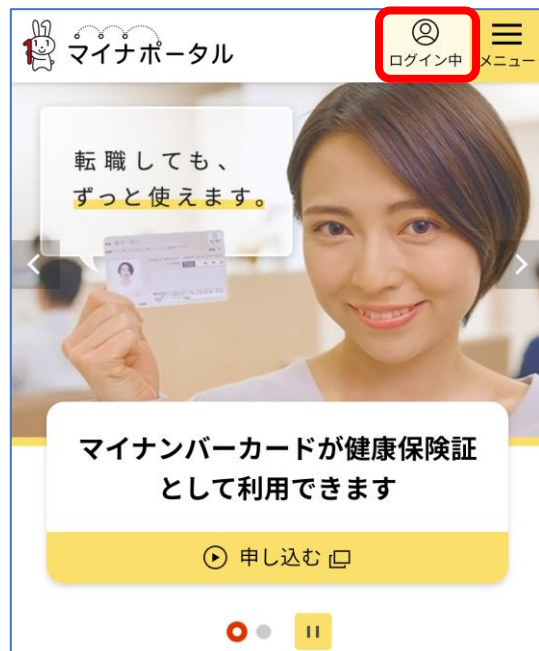 マイナポータル
ログイン中
メニュー
転職しても、
ずっと使えます。
マイナンバーカードが健康保険証
として利用できます
申し込む